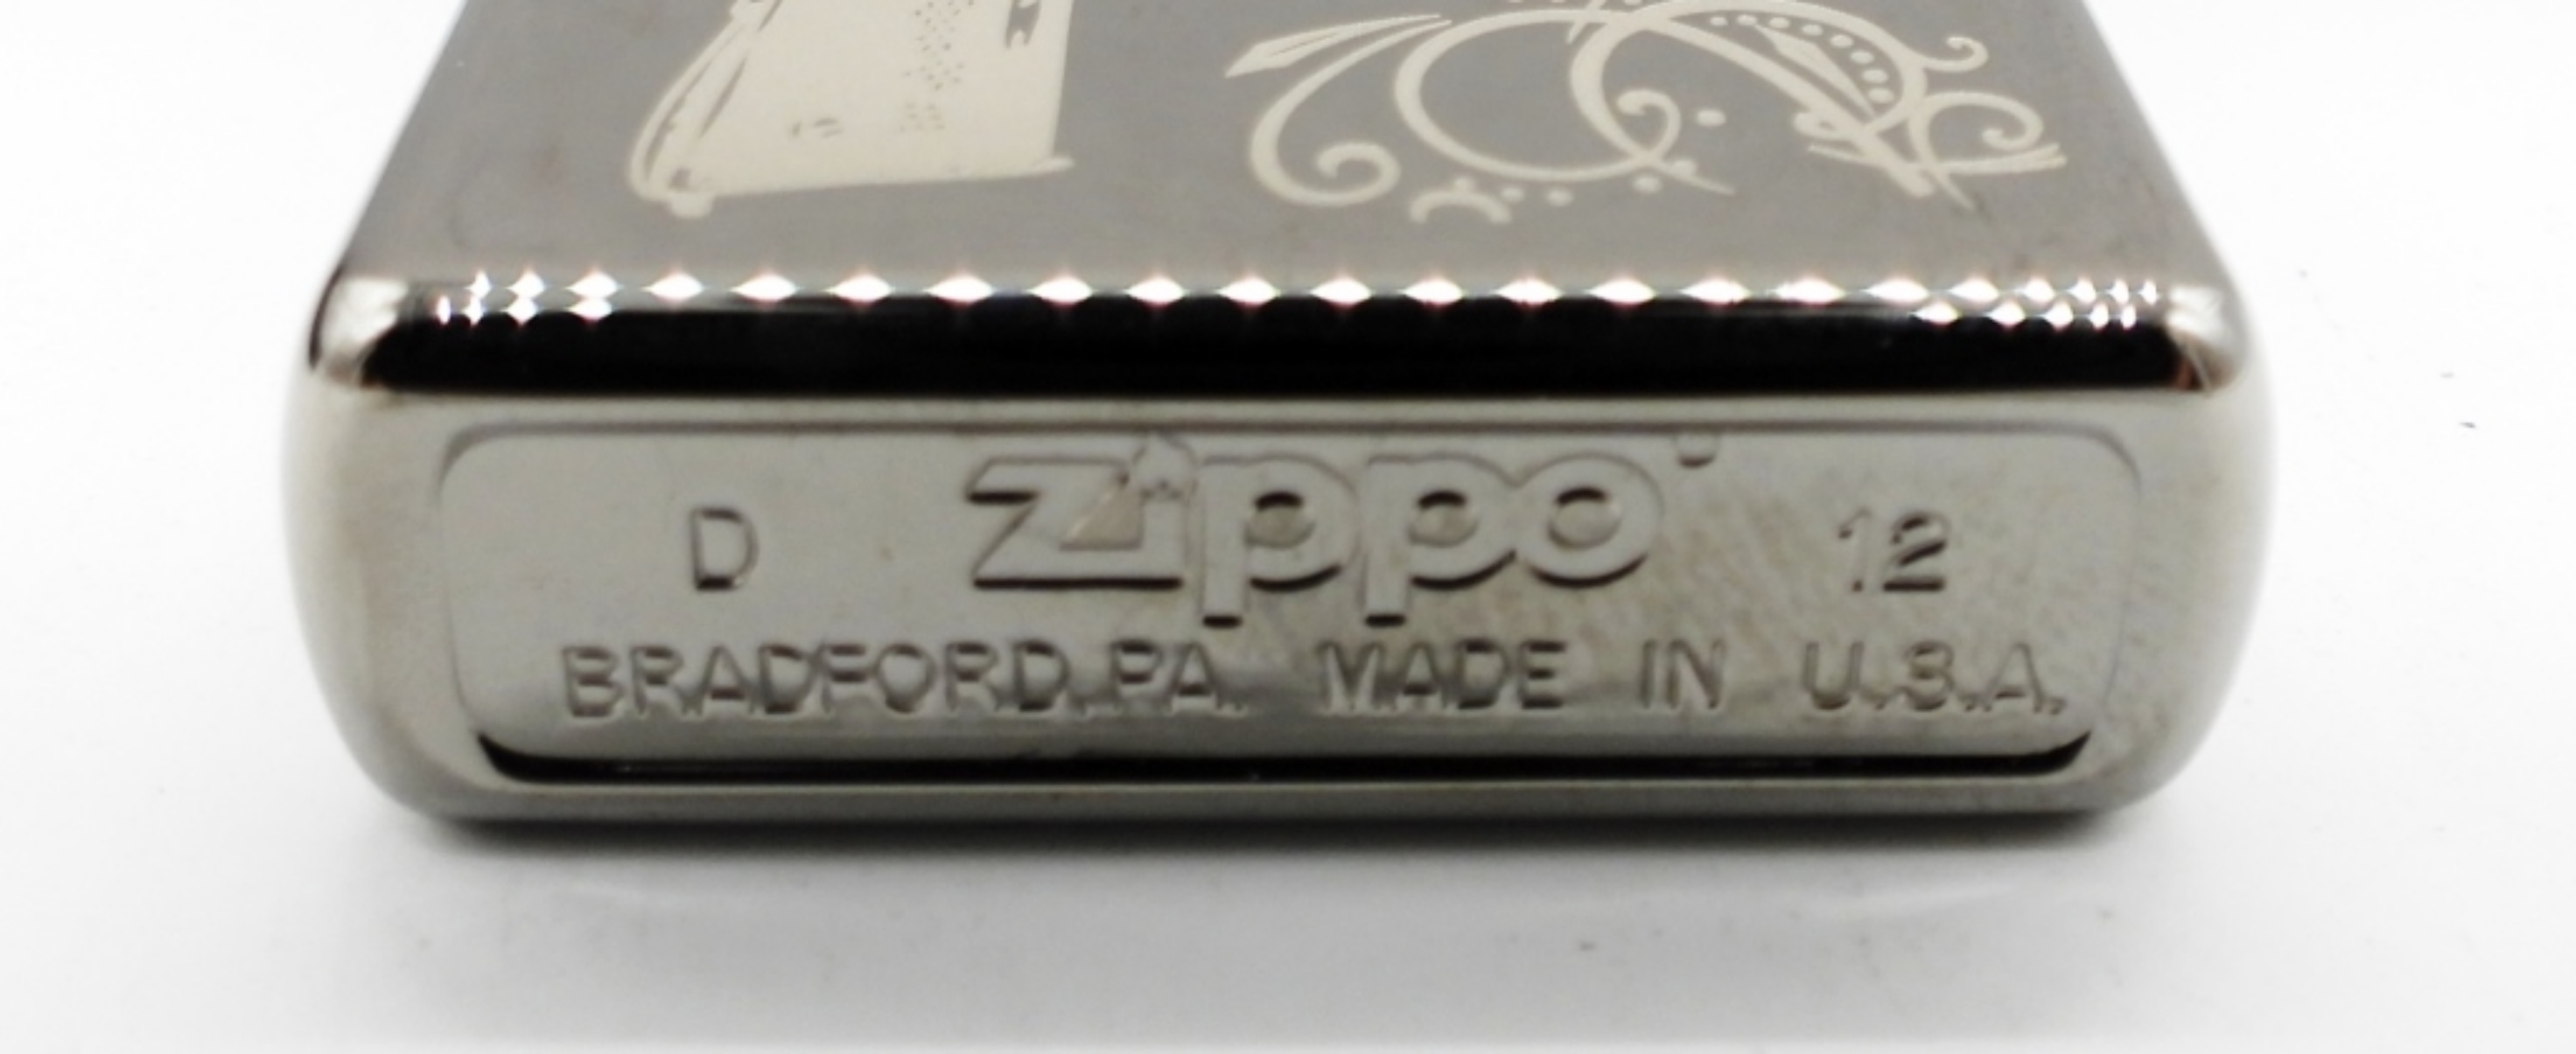 D Zippo 12
BRADFORD, PA. MADE IN U.S.A.